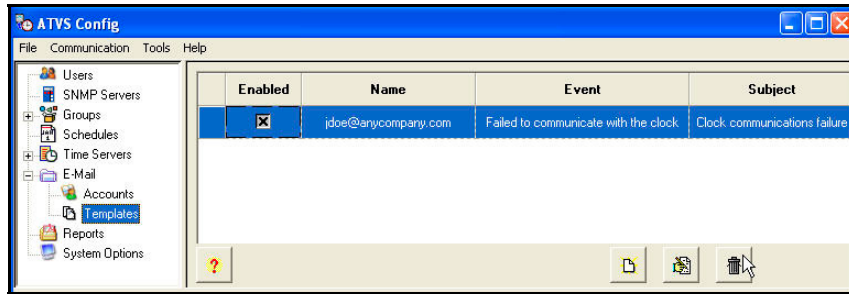 ATVS Config
File Communication Tools Help
Users
SNMP Servers
Groups
Schedules
Time Servers
E-Mail
Accounts
Templates
Reports
System Options
Enabled Name Event Subject
jdoe@anycompany.com Failed to communicate with the clock Clock communications failure
?